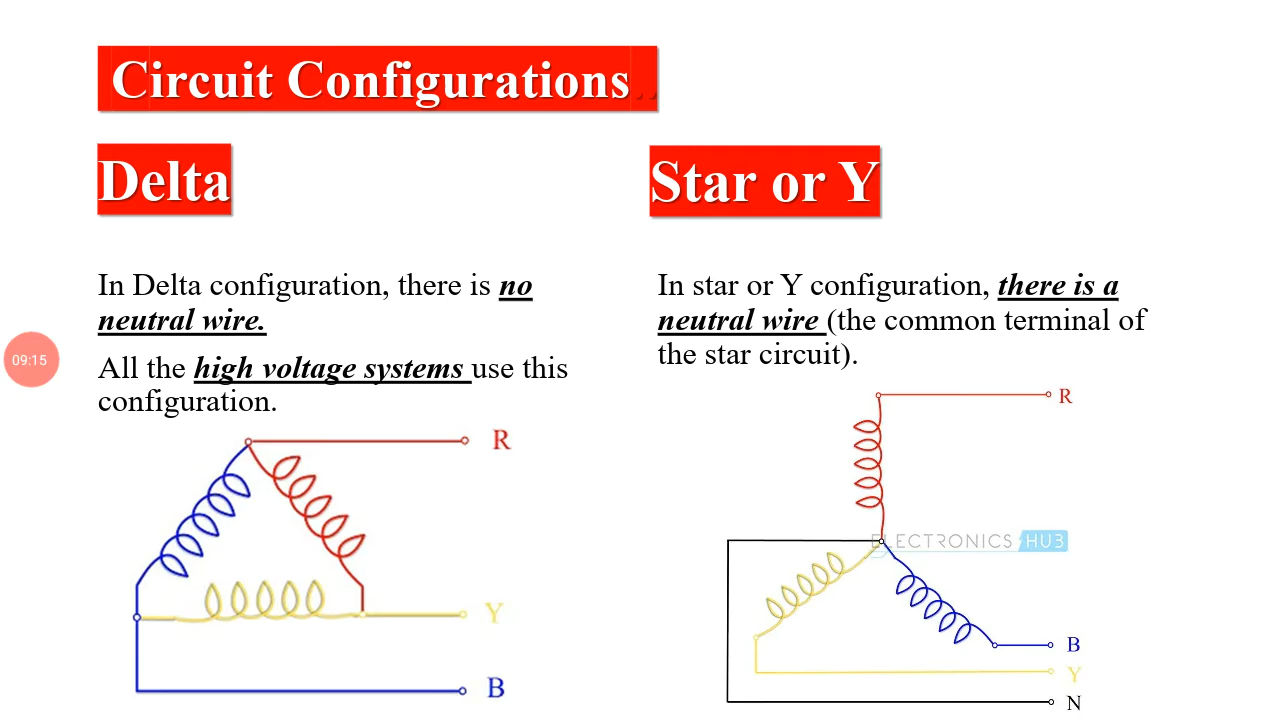 Circuit Configurations..
Delta
Star or Y
In Delta configuration, there is no
neutral wire.
All the high voltage systems use this
configuration.
In star or Y configuration, there is a
neutral wire (the common terminal of
the star circuit).
09:15
R
Y
B
R
ELECTRONICS HUB
B
Y
N